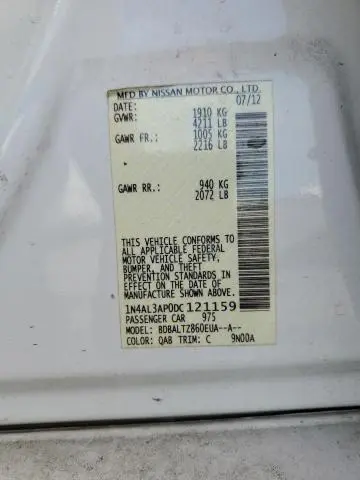 MFD BY NISSAN MOTOR CO., LTD.
DATE: 07/12
GVWR: 1910 KG
4211 LB
GAWR FR.: 1005 KG
2216 LB
GAWR RR.: 940 KG
2072 LB
THIS VEHICLE CONFORMS TO
ALL APPLICABLE FEDERAL
MOTOR VEHICLE SAFETY,
BUMPER, AND THEFT
PREVENTION STANDARDS
IN EFFECT ON THE DATE
OF MANUFACTURE SHOWN
ABOVE.
1N4AL3AP0DC121159
PASSENGER CAR 975
MODEL: BDBALTZ860EUA--A--
COLOR: QAB TRIM: C 9N00A